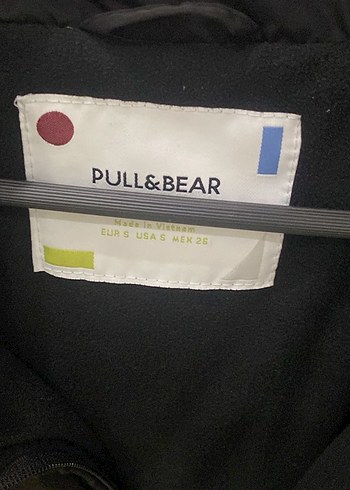 PULL&BEAR
Made in Vietnam
EUR S USA S MEX 26